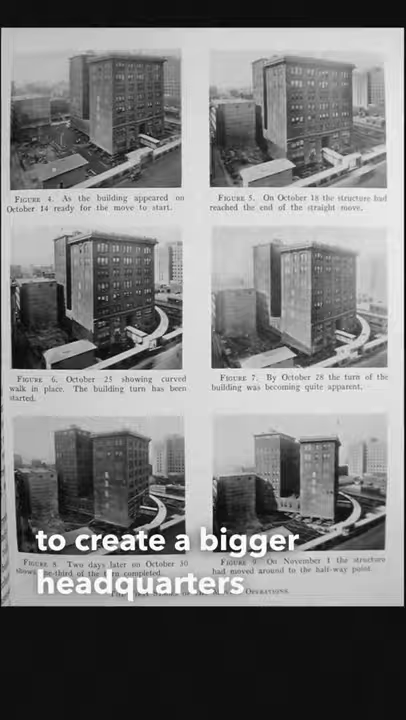 FIGURE 4. As the building appeared on
October 14 ready for the move to start.
FIGURE 5. On October 18 the structure had
reached the end of the straight move.
FIGURE 6. October 25 showing curved
walk in place. The building turn has been
started.
FIGURE 7. By October 28 the turn of the
building was becoming quite apparent.
FIGURE 8. Two days later on October 30
shows one-third of the turn completed.
FIGURE 9. On November 1 the structure
had moved around to the half-way point.
OPERATIONS.
to create a bigger
headquarters